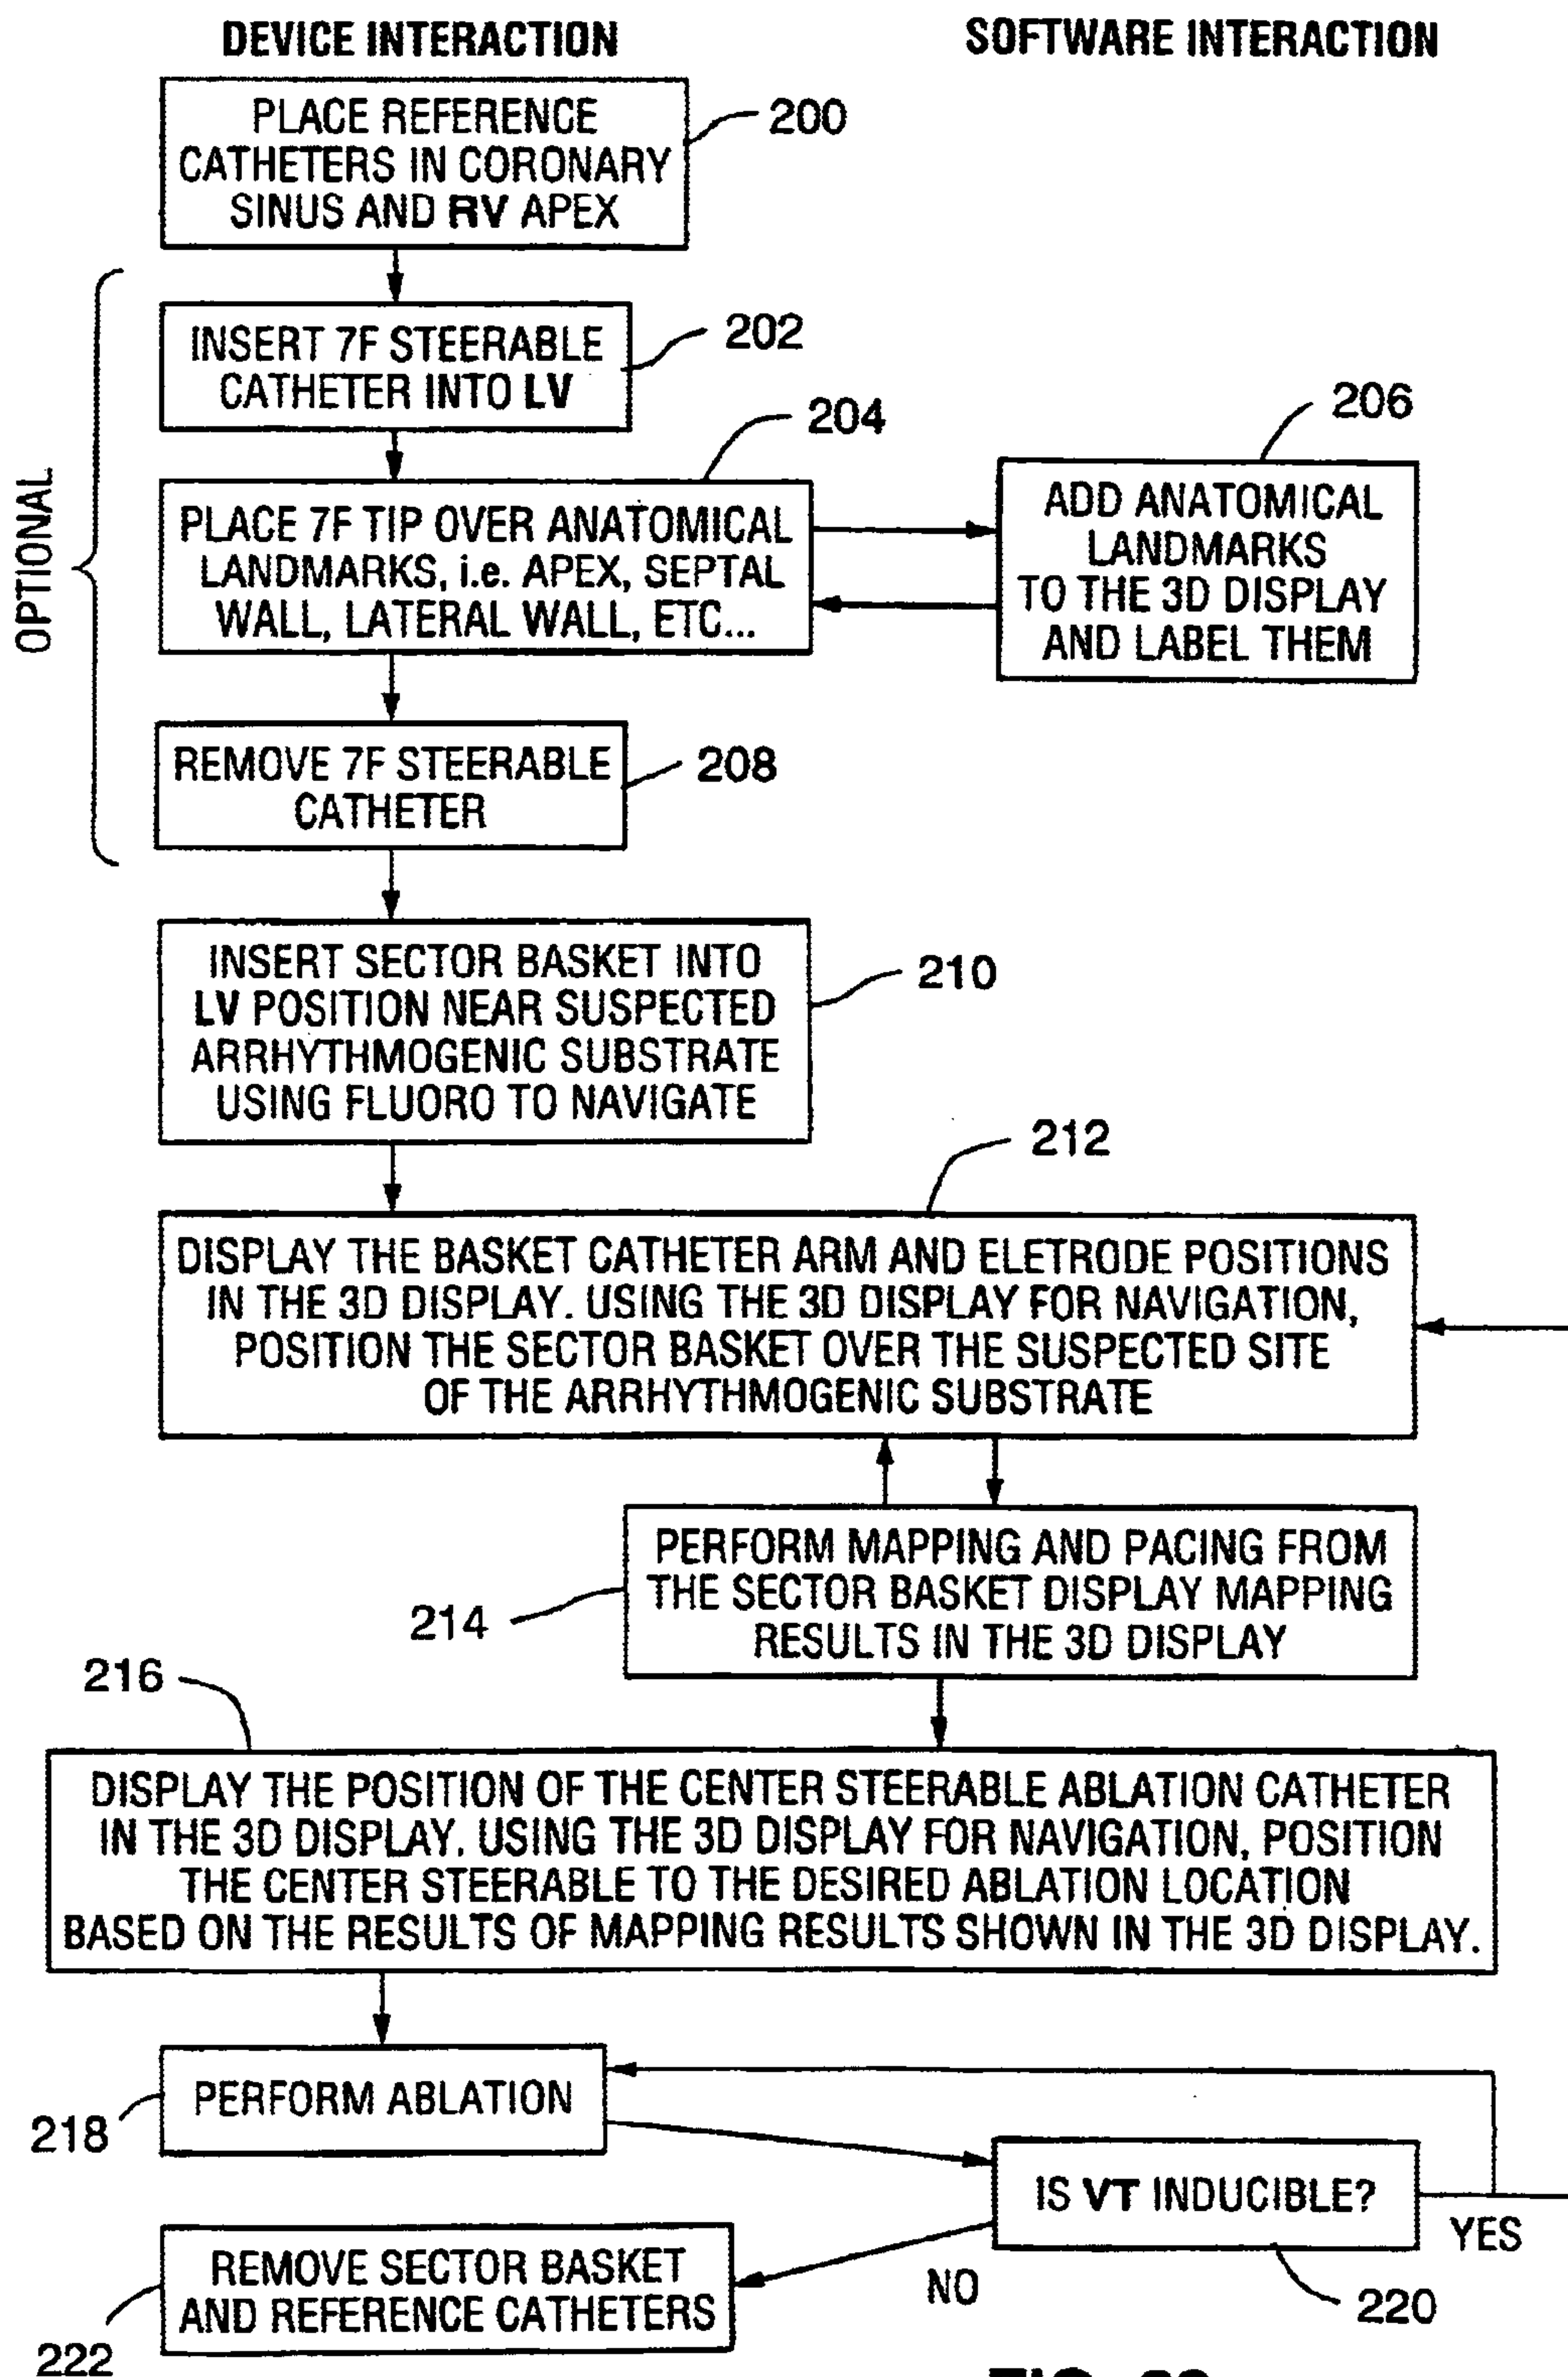 DEVICE INTERACTION
SOFTWARE INTERACTION
PLACE REFERENCE
CATHETERS IN CORONARY
SINUS AND RV APEX
200
OPTIONAL
INSERT 7F STEERABLE
CATHETER INTO LV
202
PLACE 7F TIP OVER ANATOMICAL
LANDMARKS, i.e. APEX, SEPTAL
WALL, LATERAL WALL, ETC...
204
ADD ANATOMICAL
LANDMARKS
TO THE 3D DISPLAY
AND LABEL THEM
206
REMOVE 7F STEERABLE
CATHETER
208
INSERT SECTOR BASKET INTO
LV POSITION NEAR SUSPECTED
ARRHYTHMOGENIC SUBSTRATE
USING FLUORO TO NAVIGATE
210
212
DISPLAY THE BASKET CATHETER ARM AND ELETRODE POSITIONS
IN THE 3D DISPLAY. USING THE 3D DISPLAY FOR NAVIGATION,
POSITION THE SECTOR BASKET OVER THE SUSPECTED SITE
OF THE ARRHYTHMOGENIC SUBSTRATE
PERFORM MAPPING AND PACING FROM
THE SECTOR BASKET DISPLAY MAPPING
RESULTS IN THE 3D DISPLAY
214
216
DISPLAY THE POSITION OF THE CENTER STEERABLE ABLATION CATHETER
IN THE 3D DISPLAY. USING THE 3D DISPLAY FOR NAVIGATION, POSITION
THE CENTER STEERABLE TO THE DESIRED ABLATION LOCATION
BASED ON THE RESULTS OF MAPPING RESULTS SHOWN IN THE 3D DISPLAY.
PERFORM ABLATION
218
IS VT INDUCIBLE?
YES
NO
220
REMOVE SECTOR BASKET
AND REFERENCE CATHETERS
222